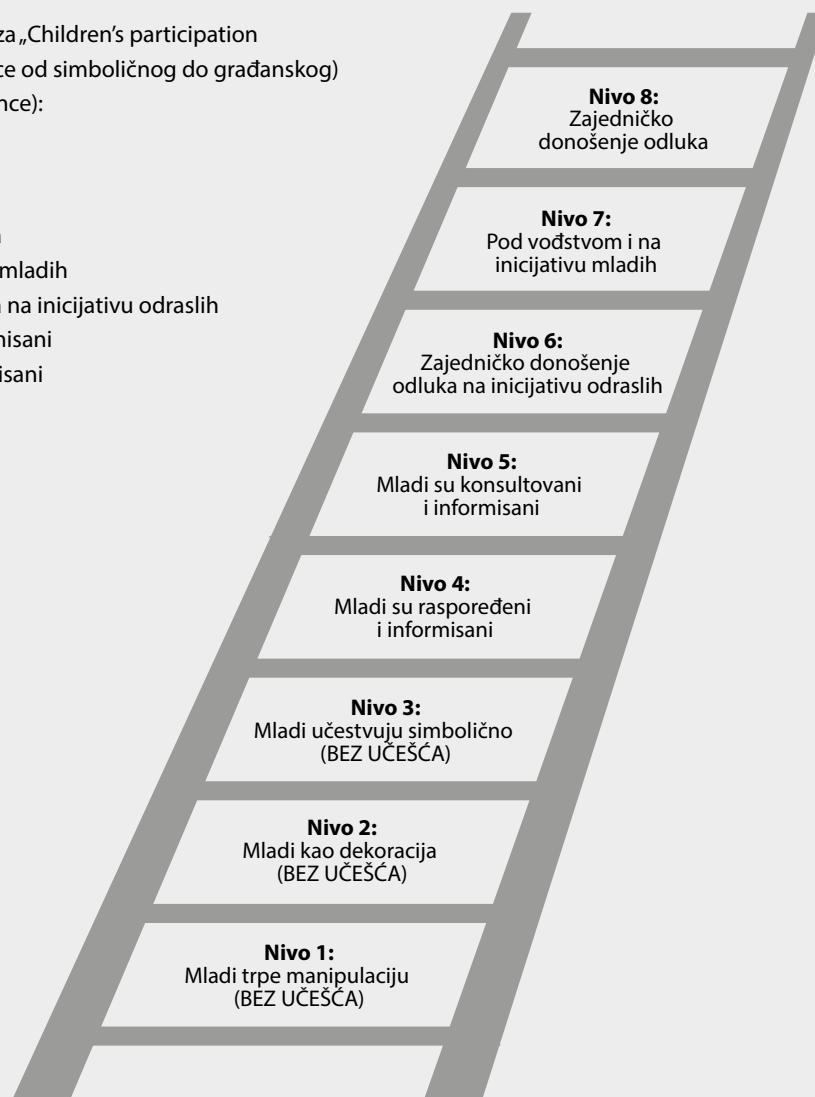 za „Children's participation
ce od simboličnog do građanskog)
nce):
mladih
na inicijativu odraslih
misani
isani
Nivo 8:
Zajedničko
donošenje odluka
Nivo 7:
Pod vođstvom i na
inicijativu mladih
Nivo 6:
Zajedničko donošenje
odluka na inicijativu odraslih
Nivo 5:
Mladi su konsultovani
i informisani
Nivo 4:
Mladi su raspoređeni
i informisani
Nivo 3:
Mladi učestvuju simbolično
(BEZ UČEŠĆA)
Nivo 2:
Mladi kao dekoracija
(BEZ UČEŠĆA)
Nivo 1:
Mladi trpe manipulaciju
(BEZ UČEŠĆA)